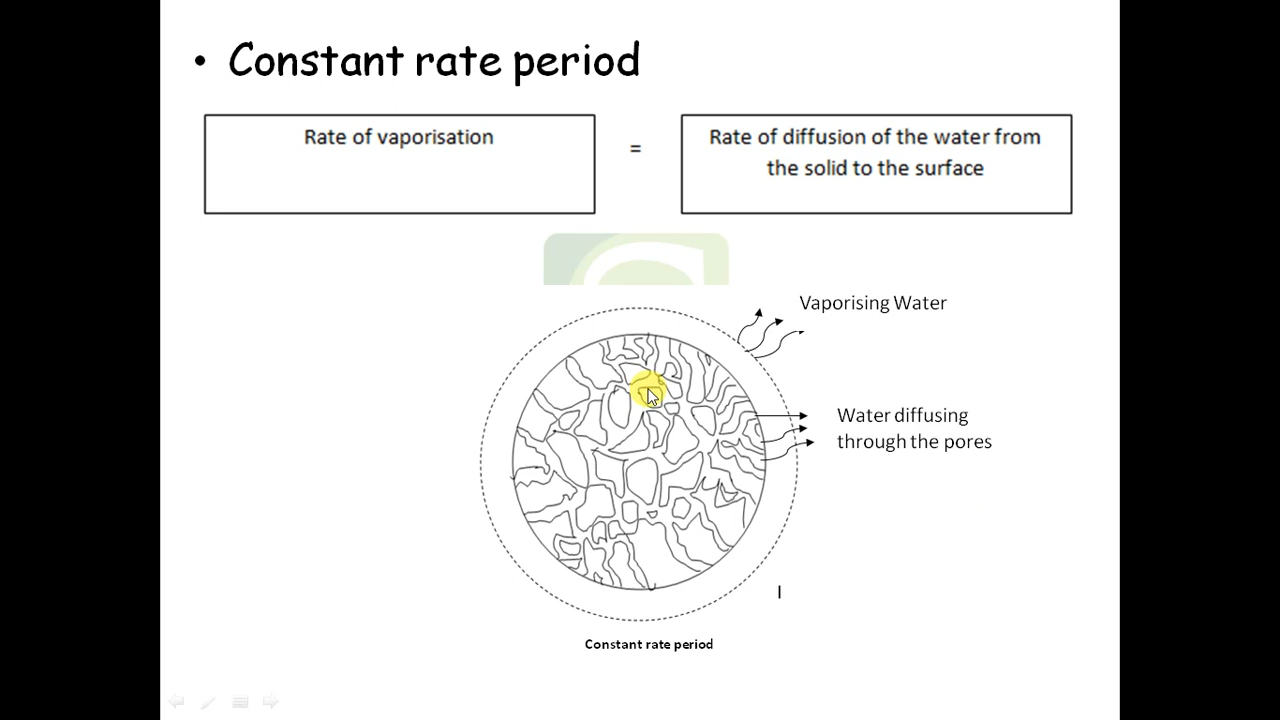 • Constant rate period
Rate of vaporisation
=
Rate of diffusion of the water from
the solid to the surface
Vaporising Water
Water diffusing
through the pores
Constant rate period